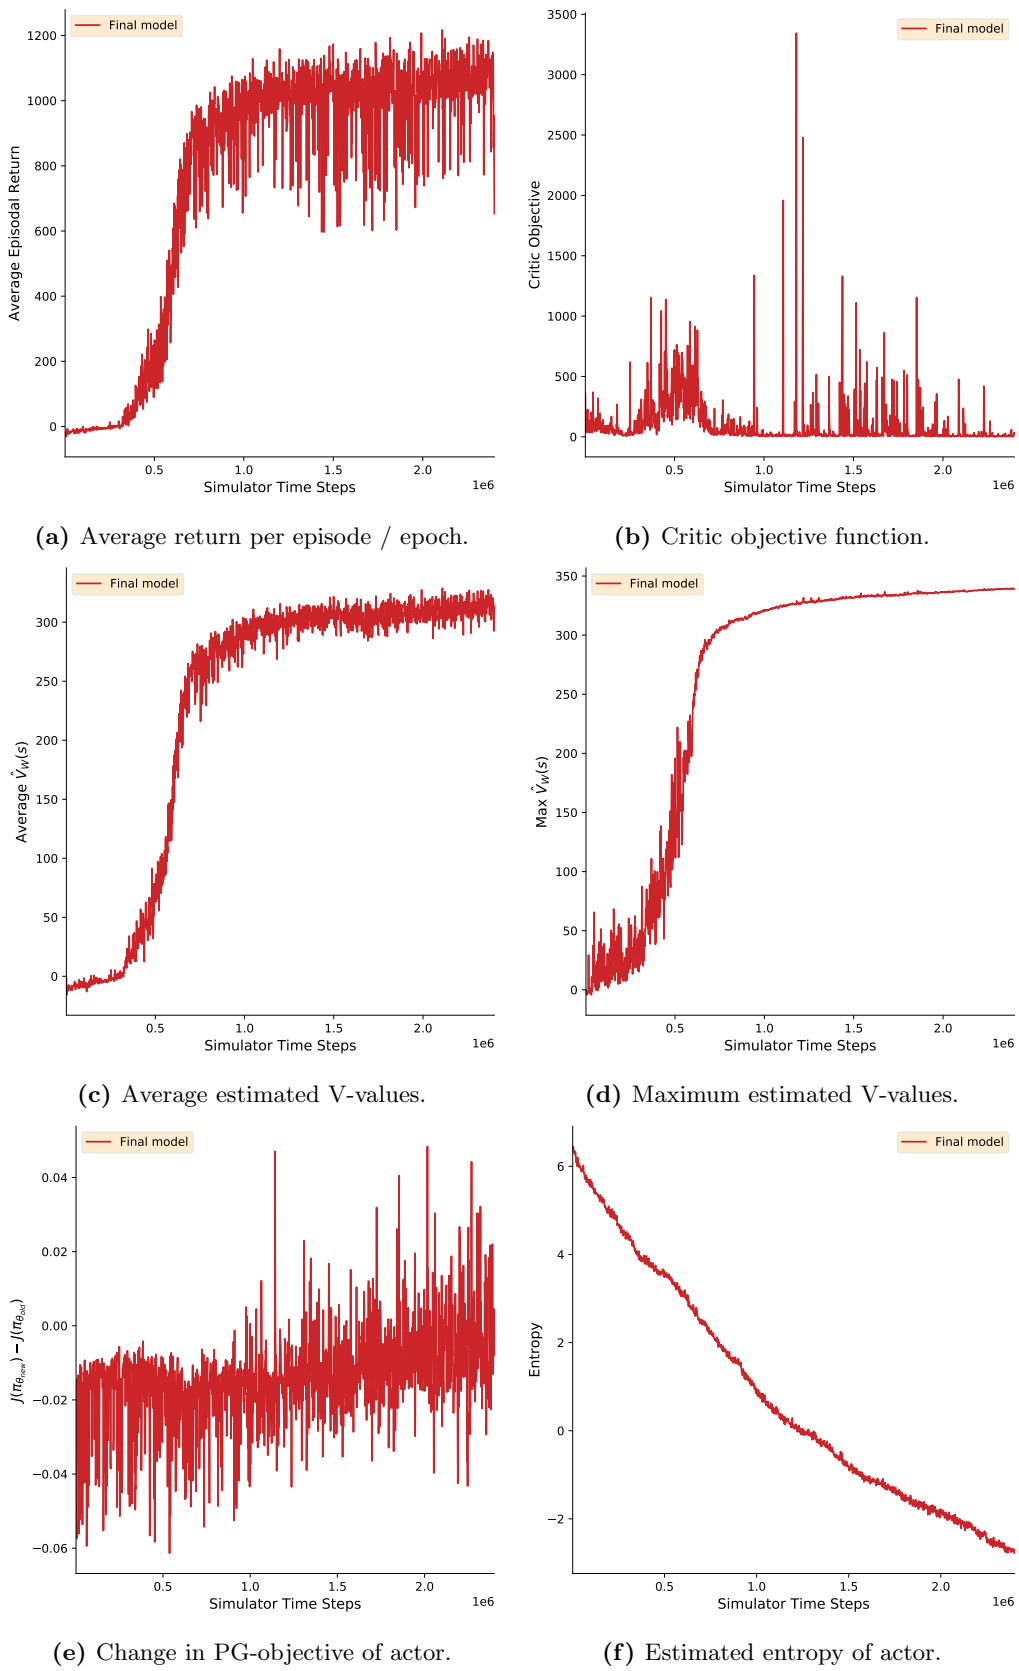 Final model
1200
1000
800
600
400
200
0
Average Episodal Return
0.5
1.0
1.5
2.0
1e6
Simulator Time Steps
(a) Average return per episode / epoch.
Final model
3500
3000
2500
2000
1500
1000
500
0
Critic Objective
0.5
1.0
1.5
2.0
1e6
Simulator Time Steps
(b) Critic objective function.
Final model
300
250
200
150
100
50
0
Average V̂_W(s)
0.5
1.0
1.5
2.0
1e6
Simulator Time Steps
(c) Average estimated V-values.
Final model
350
300
250
200
150
100
50
0
Max V̂_W(s)
0.5
1.0
1.5
2.0
1e6
Simulator Time Steps
(d) Maximum estimated V-values.
Final model
0.04
0.02
0.00
−0.02
−0.04
−0.06
J(π_θnew) − J(π_θold)
0.5
1.0
1.5
2.0
1e6
Simulator Time Steps
(e) Change in PG-objective of actor.
Final model
6
4
2
0
−2
Entropy
0.5
1.0
1.5
2.0
1e6
Simulator Time Steps
(f) Estimated entropy of actor.